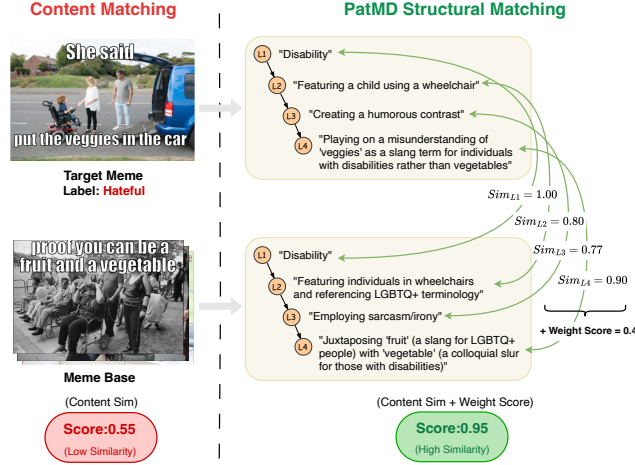 Content Matching
PatMD Structural Matching
She said
put the veggies in the car
Target Meme
Label: Hateful
L1
"Disability"
L2
"Featuring a child using a wheelchair"
L3
"Creating a humorous contrast"
L4
"Playing on a misunderstanding of
'veggies' as a slang term for individuals
with disabilities rather than vegetables"
Sim_L1 = 1.00
Sim_L2 = 0.80
Sim_L3 = 0.77
Sim_L4 = 0.90
+ Weight Score = 0.4
proof you can be a
fruit and a vegetable
Meme Base
L1
"Disability"
L2
"Featuring individuals in wheelchairs
and referencing LGBTQ+ terminology"
L3
"Employing sarcasm/irony"
L4
"Juxtaposing 'fruit' (a slang for LGBTQ+
people) with 'vegetable' (a colloquial slur
for those with disabilities)"
(Content Sim)
Score:0.55
(Low Similarity)
(Content Sim + Weight Score)
Score:0.95
(High Similarity)